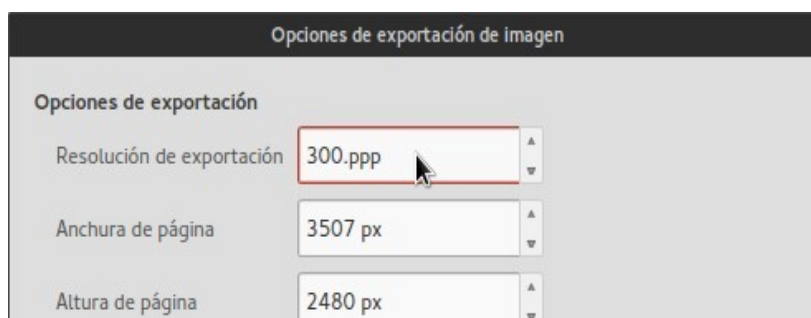 Opciones de exportación de imagen
Opciones de exportación
Resolución de exportación 300.ppp
Anchura de página 3507 px
Altura de página 2480 px